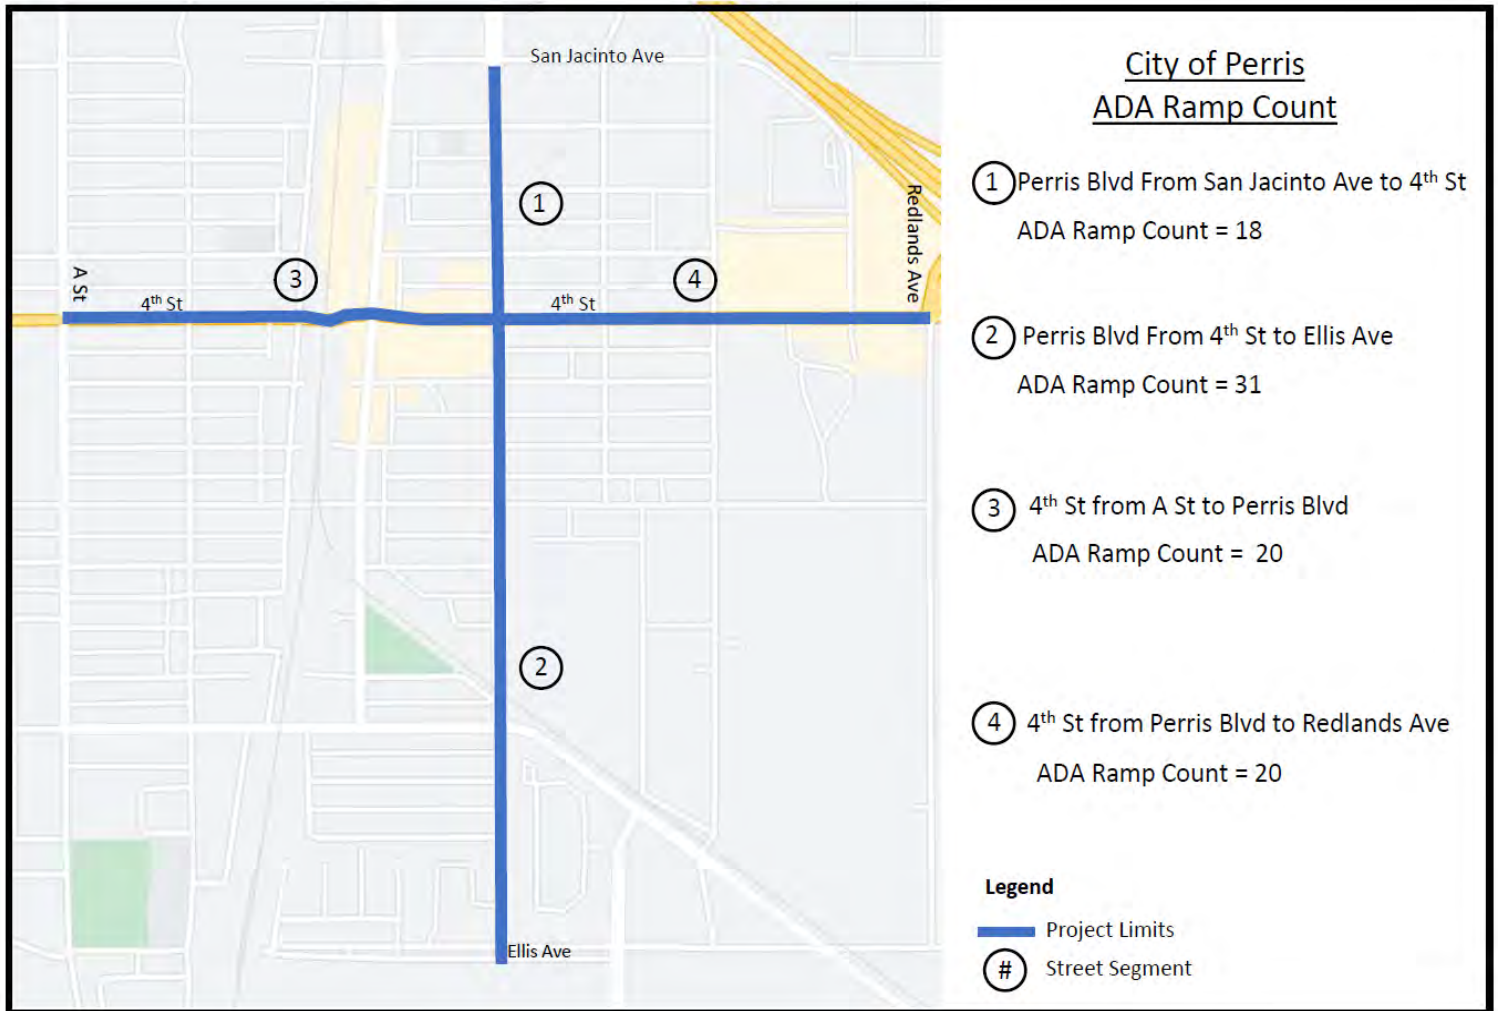 San Jacinto Ave
1
Redlands Ave
A St
3
4
4th St
4th St
2
Ellis Ave
City of Perris
ADA Ramp Count
1 Perris Blvd From San Jacinto Ave to 4th St
ADA Ramp Count = 18
2 Perris Blvd From 4th St to Ellis Ave
ADA Ramp Count = 31
3 4th St from A St to Perris Blvd
ADA Ramp Count = 20
4 4th St from Perris Blvd to Redlands Ave
ADA Ramp Count = 20
Legend
Project Limits
# Street Segment